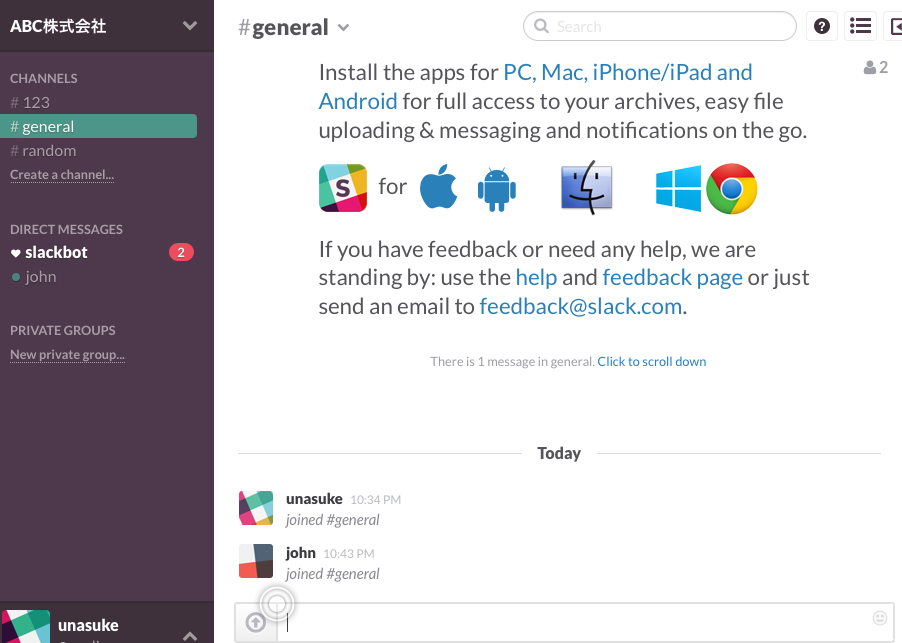 ABC株式会社
CHANNELS
# 123
# general
# random
Create a channel...
DIRECT MESSAGES
slackbot 2
john
PRIVATE GROUPS
New private group...
unasuke
#general
Search
?
2
Install the apps for PC, Mac, iPhone/iPad and
Android for full access to your archives, easy file
uploading & messaging and notifications on the go.
S for
If you have feedback or need any help, we are
standing by: use the help and feedback page or just
send an email to feedback@slack.com.
There is 1 message in general. Click to scroll down
Today
unasuke 10:34 PM
joined #general
john 10:43 PM
joined #general